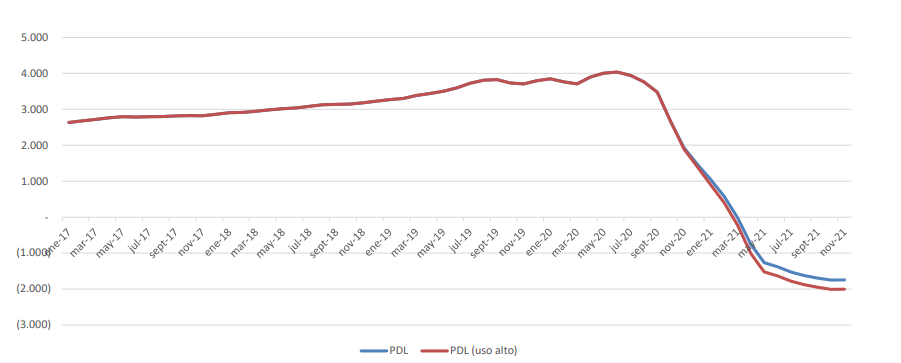 5.000
4.000
3.000
2.000
1.000
-
(1.000)
(2.000)
(3.000)
ene-17
mar-17
may-17
jul-17
sept-17
nov-17
ene-18
mar-18
may-18
jul-18
sept-18
nov-18
ene-19
mar-19
may-19
jul-19
sept-19
nov-19
ene-20
mar-20
may-20
jul-20
sept-20
nov-20
ene-21
mar-21
may-21
jul-21
sept-21
nov-21
PDL
PDL (uso alto)